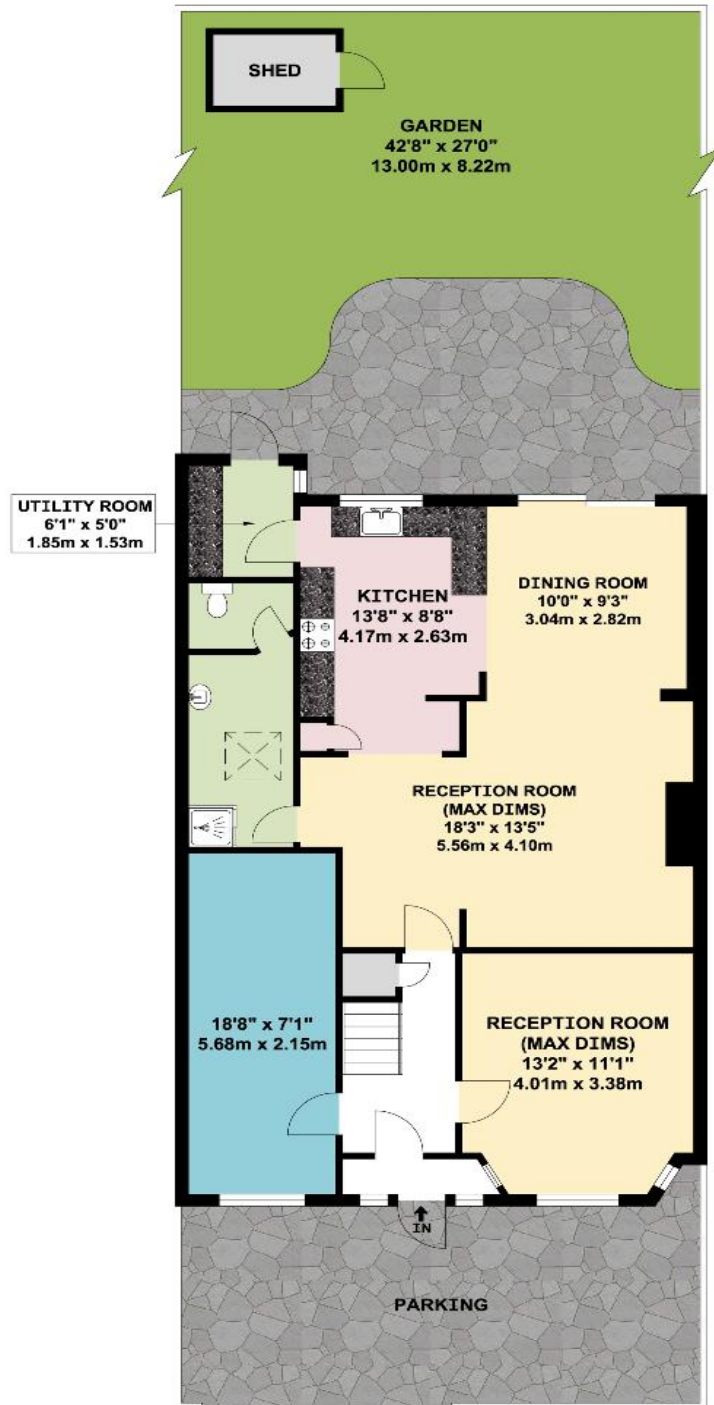 SHED
GARDEN
42'8" x 27'0"
13.00m x 8.22m
UTILITY ROOM
6'1" x 5'0"
1.85m x 1.53m
KITCHEN
13'8" x 8'8"
4.17m x 2.63m
DINING ROOM
10'0" x 9'3"
3.04m x 2.82m
RECEPTION ROOM
(MAX DIMS)
18'3" x 13'5"
5.56m x 4.10m
18'8" x 7'1"
5.68m x 2.15m
RECEPTION ROOM
(MAX DIMS)
13'2" x 11'1"
4.01m x 3.38m
IN
PARKING